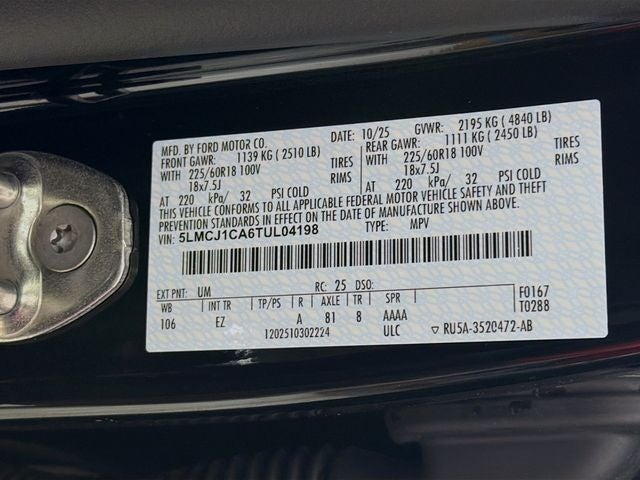 MFD. BY FORD MOTOR CO. DATE: 10/25 GVWR: 2195 KG ( 4840 LB)
FRONT GAWR: 1139 KG ( 2510 LB) REAR GAWR: 1111 KG ( 2450 LB)
WITH 225/60R18 100V TIRES WITH 225/60R18 100V TIRES
18x7.5J RIMS 18x7.5J RIMS
AT 220 kPa/ 32 PSI COLD AT 220 kPa/ 32 PSI COLD
THIS VEHICLE CONFORMS TO ALL APPLICABLE FEDERAL MOTOR VEHICLE SAFETY AND THEFT
PREVENTION STANDARDS IN EFFECT ON THE DATE OF MANUFACTURE SHOWN ABOVE.
5LMCJ1CA6TUL04198 TYPE: MPV
EXT PNT: UM RC: 25 DSO: F0167
WB INT TR TP/PS R AXLE TR SPR T0288
106 EZ A 81 8 AAAA
1202510302224 ULC ▼ RU5A-3520472-AB